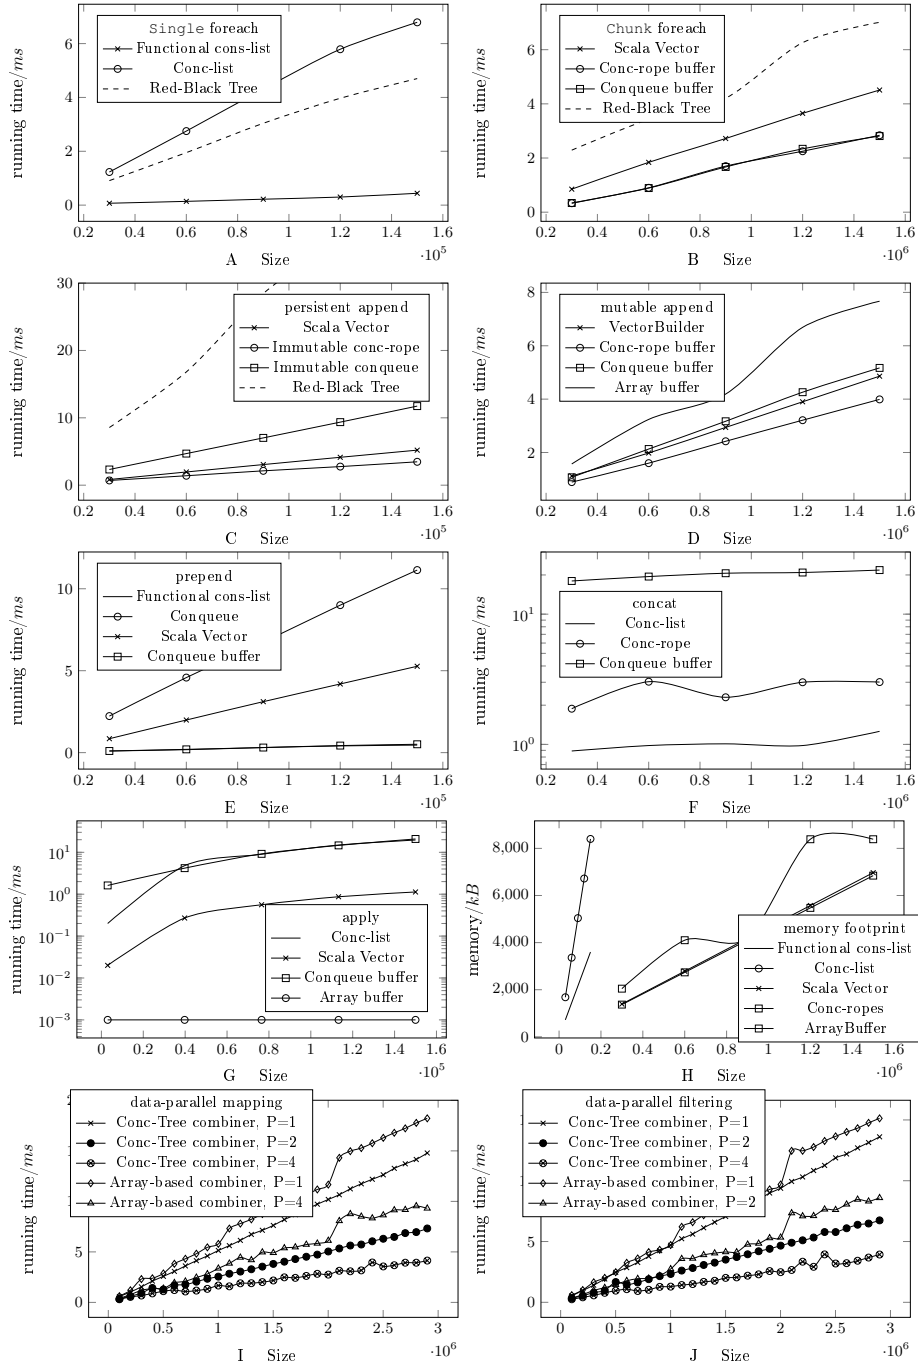 Single foreach
Functional cons-list
Conc-list
Red-Black Tree
running time/ms
6
4
2
0
0.2 0.4 0.6 0.8 1 1.2 1.4 1.6
·10^5
A Size
Chunk foreach
Scala Vector
Conc-rope buffer
Conqueue buffer
Red-Black Tree
running time/ms
6
4
2
0
0.2 0.4 0.6 0.8 1 1.2 1.4 1.6
·10^6
B Size
persistent append
Scala Vector
Immutable conc-rope
Immutable conqueue
Red-Black Tree
running time/ms
30
20
10
0
0.2 0.4 0.6 0.8 1 1.2 1.4 1.6
·10^5
C Size
mutable append
VectorBuilder
Conc-rope buffer
Conqueue buffer
Array buffer
running time/ms
8
6
4
2
0.2 0.4 0.6 0.8 1 1.2 1.4 1.6
·10^6
D Size
prepend
Functional cons-list
Conqueue
Scala Vector
Conqueue buffer
running time/ms
10
5
0
0.2 0.4 0.6 0.8 1 1.2 1.4 1.6
·10^5
E Size
concat
Conc-list
Conc-rope
Conqueue buffer
running time/ms
10^1
10^0
0.2 0.4 0.6 0.8 1 1.2 1.4 1.6
·10^6
F Size
apply
Conc-list
Scala Vector
Conqueue buffer
Array buffer
running time/ms
10^1
10^0
10^−1
10^−2
10^−3
0 0.2 0.4 0.6 0.8 1 1.2 1.4 1.6
·10^5
G Size
memory footprint
Functional cons-list
Conc-list
Scala Vector
Conc-ropes
ArrayBuffer
memory/kB
8,000
6,000
4,000
2,000
0
0 0.2 0.4 0.6 0.8 1 1.2 1.4 1.6
·10^6
H Size
data-parallel mapping
Conc-Tree combiner, P=1
Conc-Tree combiner, P=2
Conc-Tree combiner, P=4
Array-based combiner, P=1
Array-based combiner, P=4
running time/ms
5
0
0 0.5 1 1.5 2 2.5 3
·10^6
I Size
data-parallel filtering
Conc-Tree combiner, P=1
Conc-Tree combiner, P=2
Conc-Tree combiner, P=4
Array-based combiner, P=1
Array-based combiner, P=2
running time/ms
5
0
0 0.5 1 1.5 2 2.5 3
·10^6
J Size